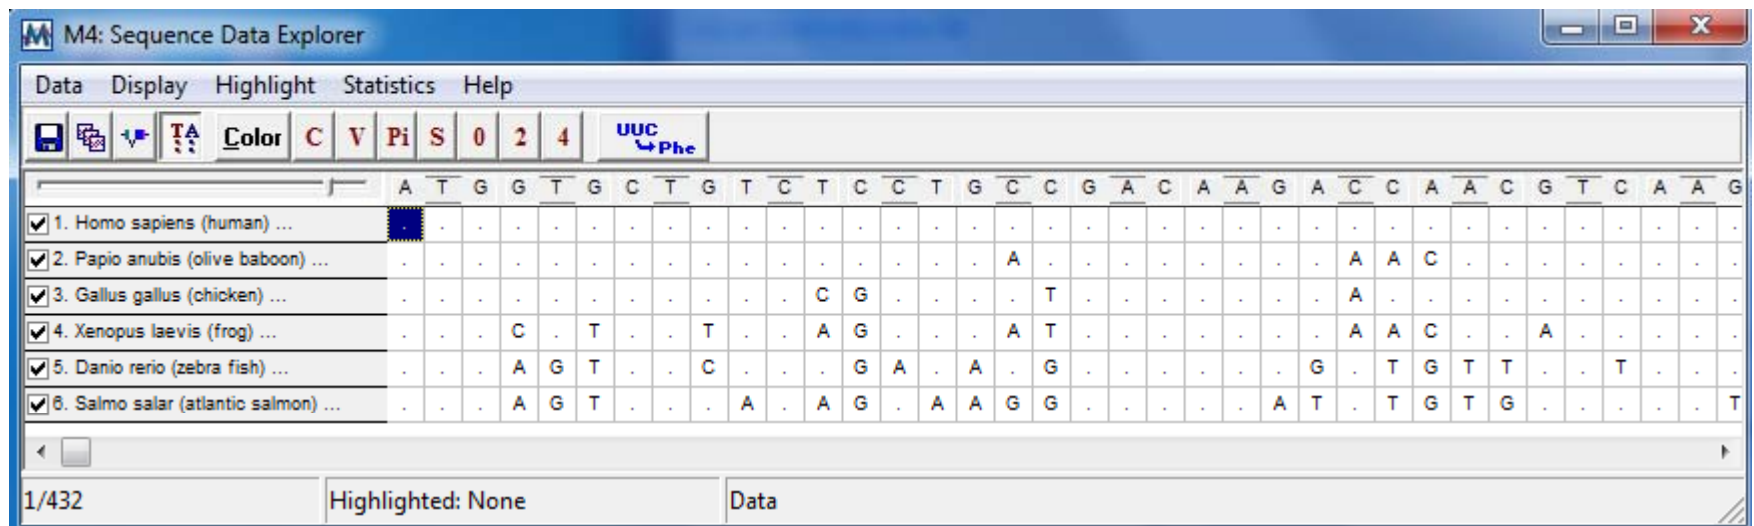 M4: Sequence Data Explorer
Data Display Highlight Statistics Help
TA Color C V Pi S 0 2 4 UUC Phe
A T G G T G C T G T C T C C T G C C G A C A A G A C C A A C G T C A A G
1. Homo sapiens (human) ... . . . . . . . . . . . . . . . . . . . . . . . . . . . . . . . . . . . .
2. Papio anubis (olive baboon) ... . . . . . . . . . . . . . . . . A . . . . . . . . A A C . . . . . . . .
3. Gallus gallus (chicken) ... . . . . . . . . . . . C G . . . . T . . . . . . . A . . . . . . . . . .
4. Xenopus laevis (frog) ... . . . C . T . . T . . A G . . . A T . . . . . . . A A C . . A . . . . .
5. Danio rerio (zebra fish) ... . . . A G T . . C . . . G A . A . G . . . . . . G . T G T T . . T . . .
6. Salmo salar (atlantic salmon) ... . . . A G T . . . A . A G . A A G G . . . . . A T . T G T G . . . . . T
1/432 Highlighted: None Data